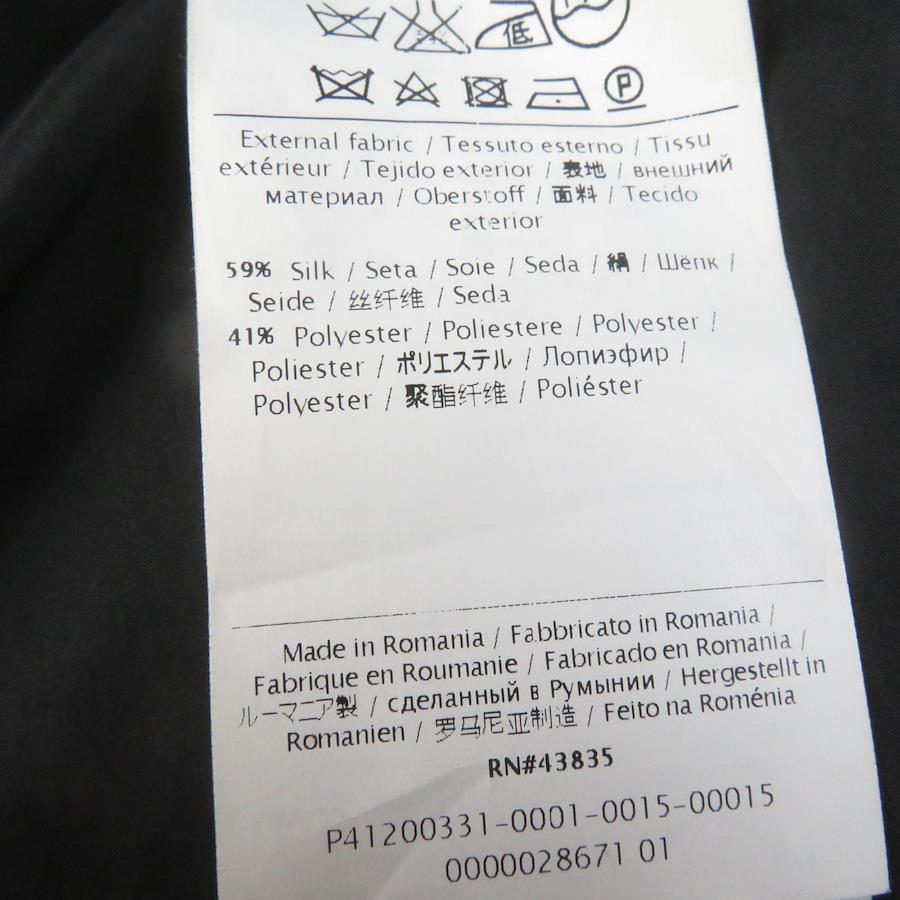 低
P
External fabric / Tessuto esterno / Tissu
extérieur / Tejido exterior / 表地 / внешний
материал / Oberstoff / 面料 / Tecido
exterior
59% Silk / Seta / Soie / Seda / 絹 / Шёлк /
Seide / 丝纤维 / Seda
41% Polyester / Poliestere / Polyester /
Poliester / ポリエステル / Лопиэфир /
Polyester / 聚酯纤维 / Poliéster
Made in Romania / Fabbricato in Romania /
Fabrique en Roumanie / Fabricado en Romania /
ルーマニア製 / сделанный в Румынии / Hergestellt in
Romanien / 罗马尼亚制造 / Feito na Roménia
RN#43835
P41200331-0001-0015-00015
0000028671 01